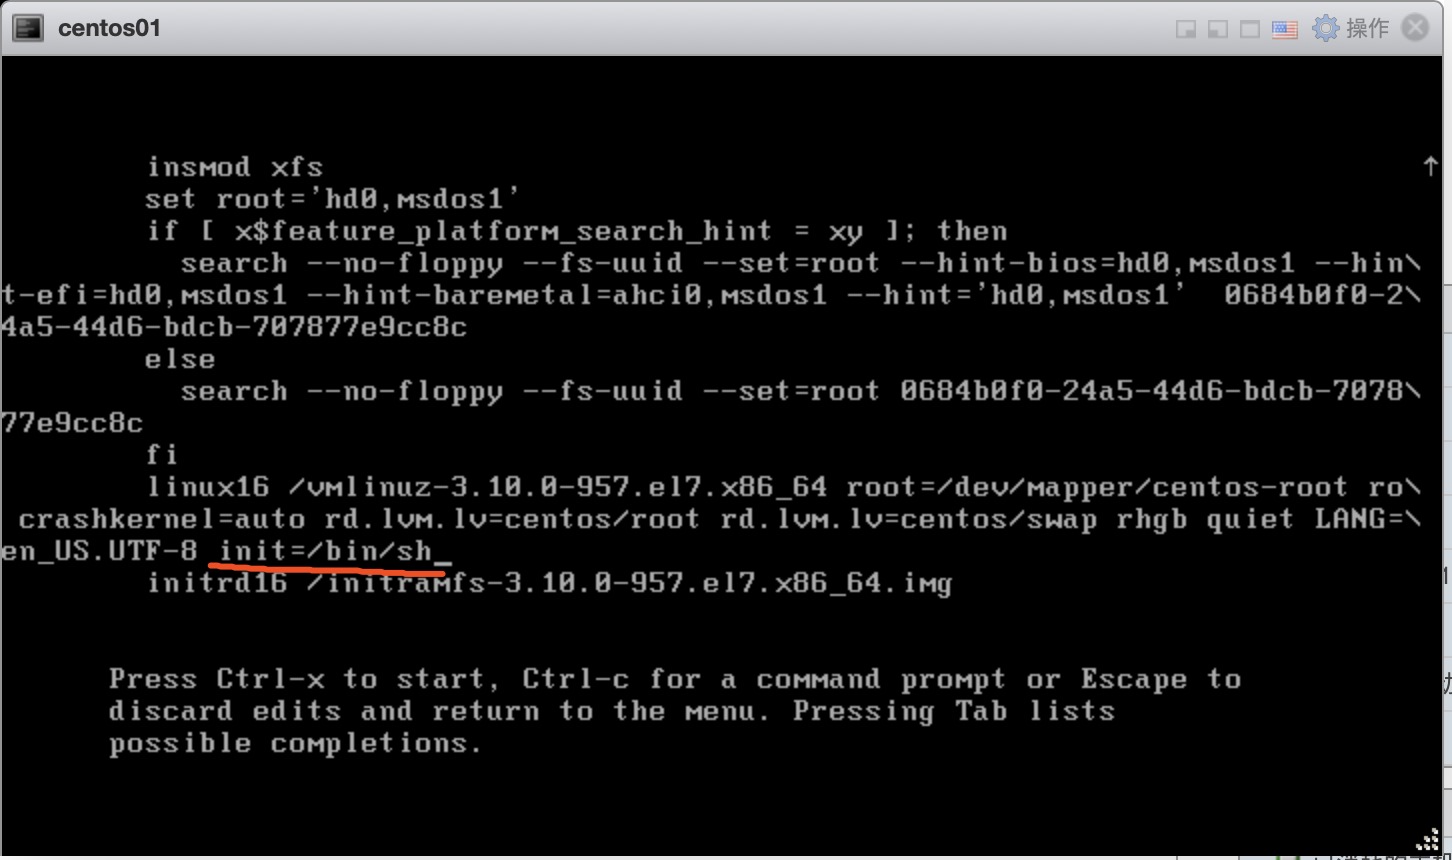 centos01
操作
insmod xfs
set root='hd0,msdos1'
if [ x$feature_platform_search_hint = xy ]; then
search --no-floppy --fs-uuid --set=root --hint-bios=hd0,msdos1 --hin\
t-efi=hd0,msdos1 --hint-baremetal=ahci0,msdos1 --hint='hd0,msdos1'  0684b0f0-2\
4a5-44d6-bdcb-707877e9cc8c
else
search --no-floppy --fs-uuid --set=root 0684b0f0-24a5-44d6-bdcb-7078\
77e9cc8c
fi
linux16 /vmlinuz-3.10.0-957.el7.x86_64 root=/dev/mapper/centos-root ro\
crashkernel=auto rd.lvm.lv=centos/root rd.lvm.lv=centos/swap rhgb quiet LANG=\
en_US.UTF-8 init=/bin/sh_
initrd16 /initramfs-3.10.0-957.el7.x86_64.img
Press Ctrl-x to start, Ctrl-c for a command prompt or Escape to
discard edits and return to the menu. Pressing Tab lists
possible completions.